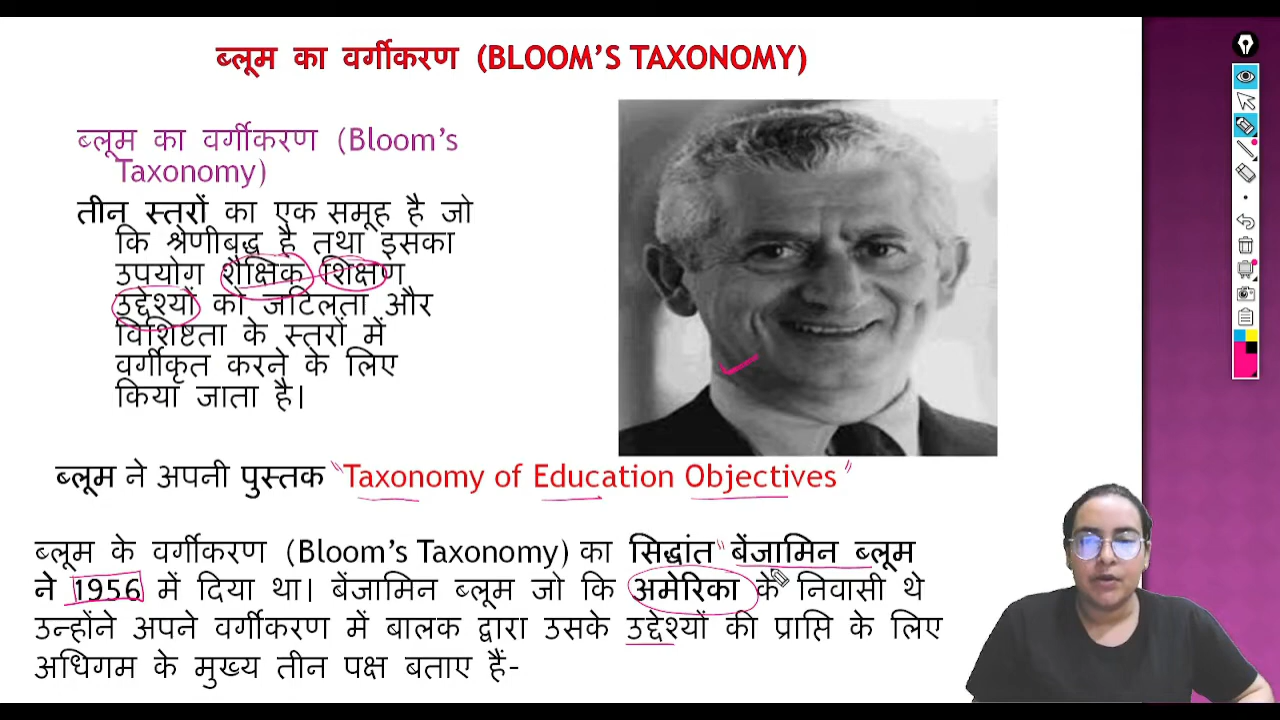 ब्लूम का वर्गीकरण (BLOOM'S TAXONOMY)
ब्लूम का वर्गीकरण (Bloom's
Taxonomy)
तीन स्तरों का एक समूह है जो
कि श्रेणीबद्ध है तथा इसका
उपयोग शैक्षिक शिक्षण
उद्देश्यों को जटिलता और
विशिष्टता के स्तरों में
वर्गीकृत करने के लिए
किया जाता है।
ब्लूम ने अपनी पुस्तक "Taxonomy of Education Objectives"
ब्लूम के वर्गीकरण (Bloom's Taxonomy) का सिद्धांत "बेंजामिन ब्लूम
ने 1956 में दिया था। बेंजामिन ब्लूम जो कि अमेरिका के निवासी थे
उन्होंने अपने वर्गीकरण में बालक द्वारा उसके उद्देश्यों की प्राप्ति के लिए
अधिगम के मुख्य तीन पक्ष बताए हैं-